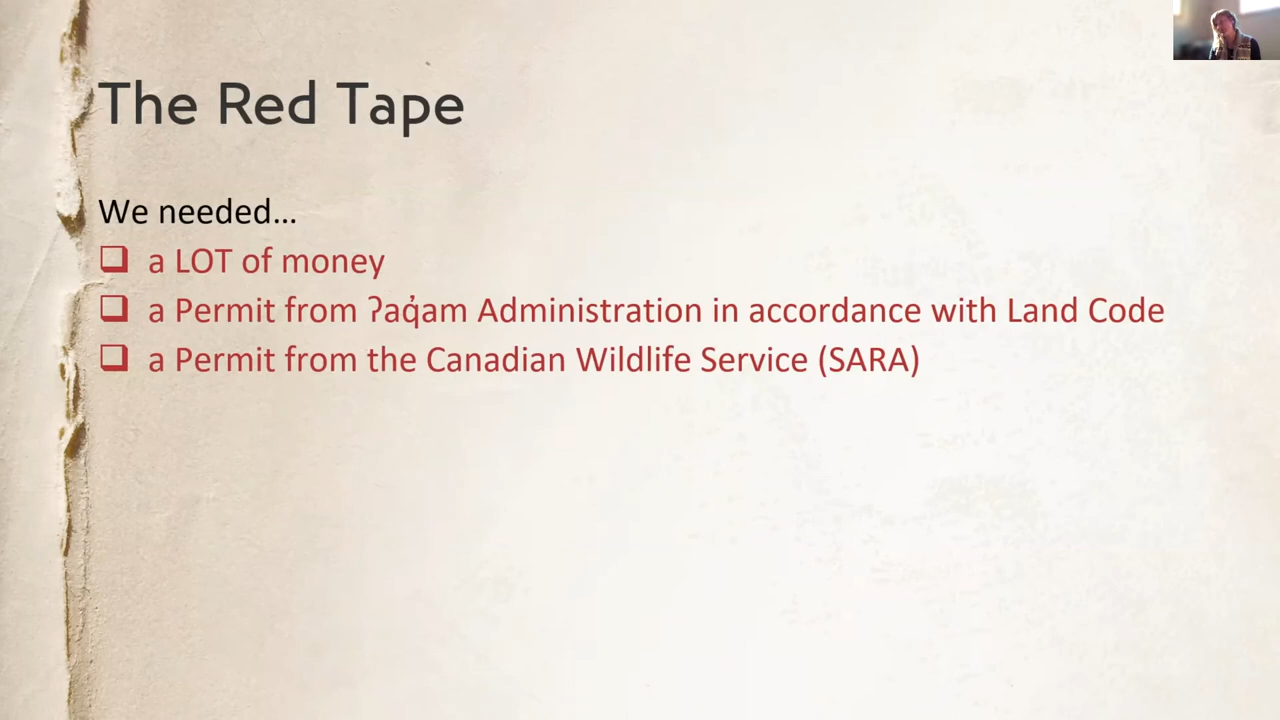 The Red Tape
We needed...
❑ a LOT of money
❑ a Permit from ʔaq̓am Administration in accordance with Land Code
❑ a Permit from the Canadian Wildlife Service (SARA)